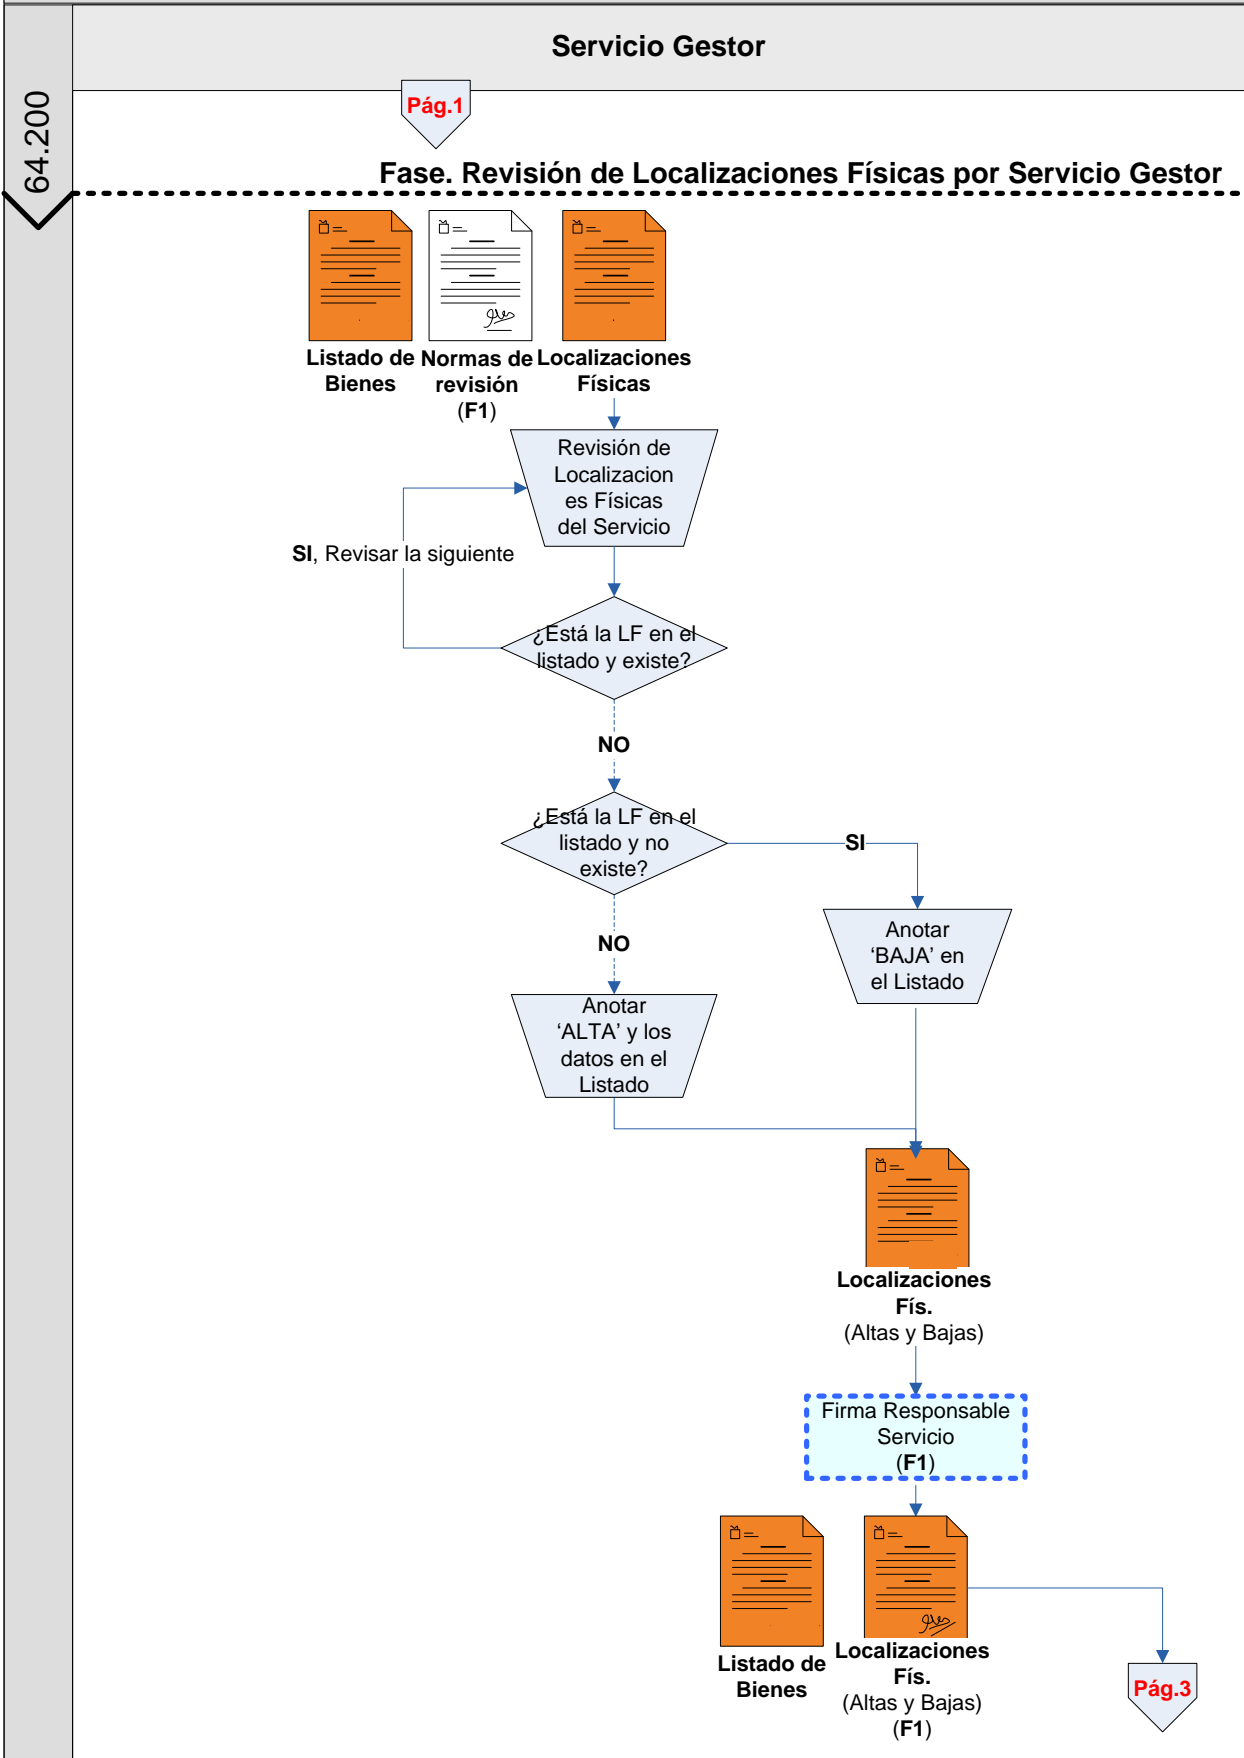 Servicio Gestor
64.200
Pág.1
Fase. Revisión de Localizaciones Físicas por Servicio Gestor
Listado de
Bienes
Normas de
revisión
(F1)
Localizaciones
Físicas
Revisión de
Localizacion
es Físicas
del Servicio
SI, Revisar la siguiente
¿Está la LF en el
listado y existe?
NO
¿Está la LF en el
listado y no
existe?
SI
NO
Anotar
‘BAJA’ en
el Listado
Anotar
‘ALTA’ y los
datos en el
Listado
Localizaciones
Fís.
(Altas y Bajas)
Firma Responsable
Servicio
(F1)
Listado de
Bienes
Localizaciones
Fís.
(Altas y Bajas)
(F1)
Pág.3